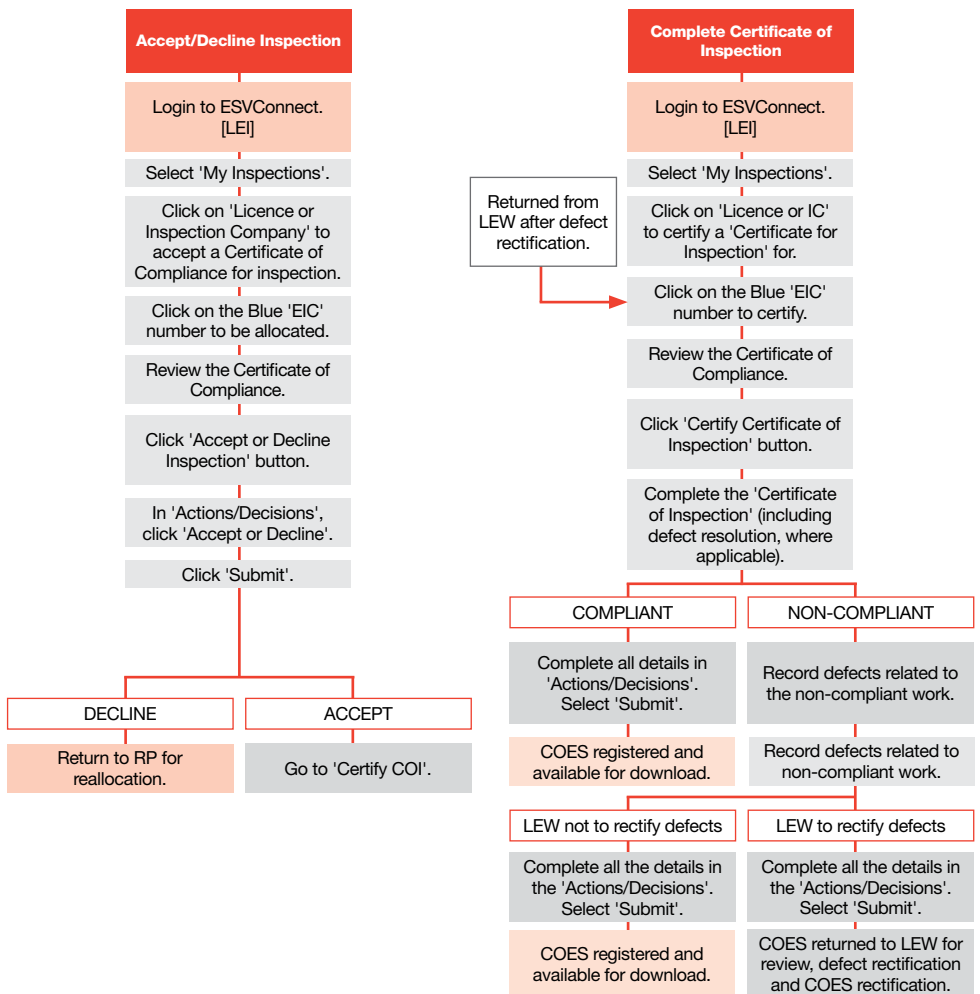 Accept/Decline Inspection
Login to ESVConnect.
[LEI]
Select 'My Inspections'.
Click on 'Licence or
Inspection Company' to
accept a Certificate of
Compliance for inspection.
Click on the Blue 'EIC'
number to be allocated.
Review the Certificate of
Compliance.
Click 'Accept or Decline
Inspection' button.
In 'Actions/Decisions',
click 'Accept or Decline'.
Click 'Submit'.
DECLINE
Return to RP for
reallocation.
ACCEPT
Go to 'Certify COI'.
Complete Certificate of
Inspection
Login to ESVConnect.
[LEI]
Select 'My Inspections'.
Click on 'Licence or IC'
to certify a 'Certificate for
Inspection' for.
Returned from
LEW after defect
rectification.
Click on the Blue 'EIC'
number to certify.
Review the Certificate of
Compliance.
Click 'Certify Certificate of
Inspection' button.
Complete the 'Certificate
of Inspection' (including
defect resolution, where
applicable).
COMPLIANT
Complete all details in
'Actions/Decisions'.
Select 'Submit'.
COES registered and
available for download.
NON-COMPLIANT
Record defects related to
the non-compliant work.
Record defects related to
non-compliant work.
LEW not to rectify defects
Complete all the details in
the 'Actions/Decisions'.
Select 'Submit'.
COES registered and
available for download.
LEW to rectify defects
Complete all the details in
the 'Actions/Decisions'.
Select 'Submit'.
COES returned to LEW for
review, defect rectification
and COES rectification.